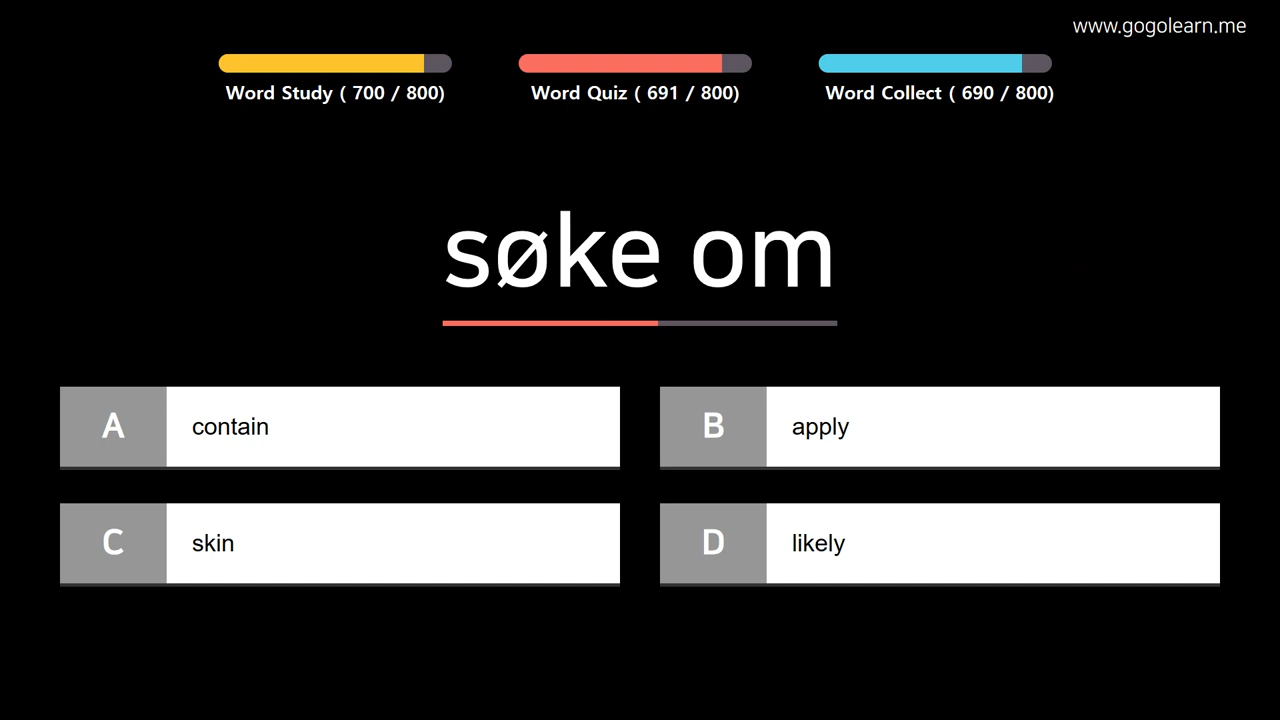 www.gogolearn.me
Word Study ( 700 / 800)
Word Quiz ( 691 / 800)
Word Collect ( 690 / 800)
søke om
A contain
B apply
C skin
D likely